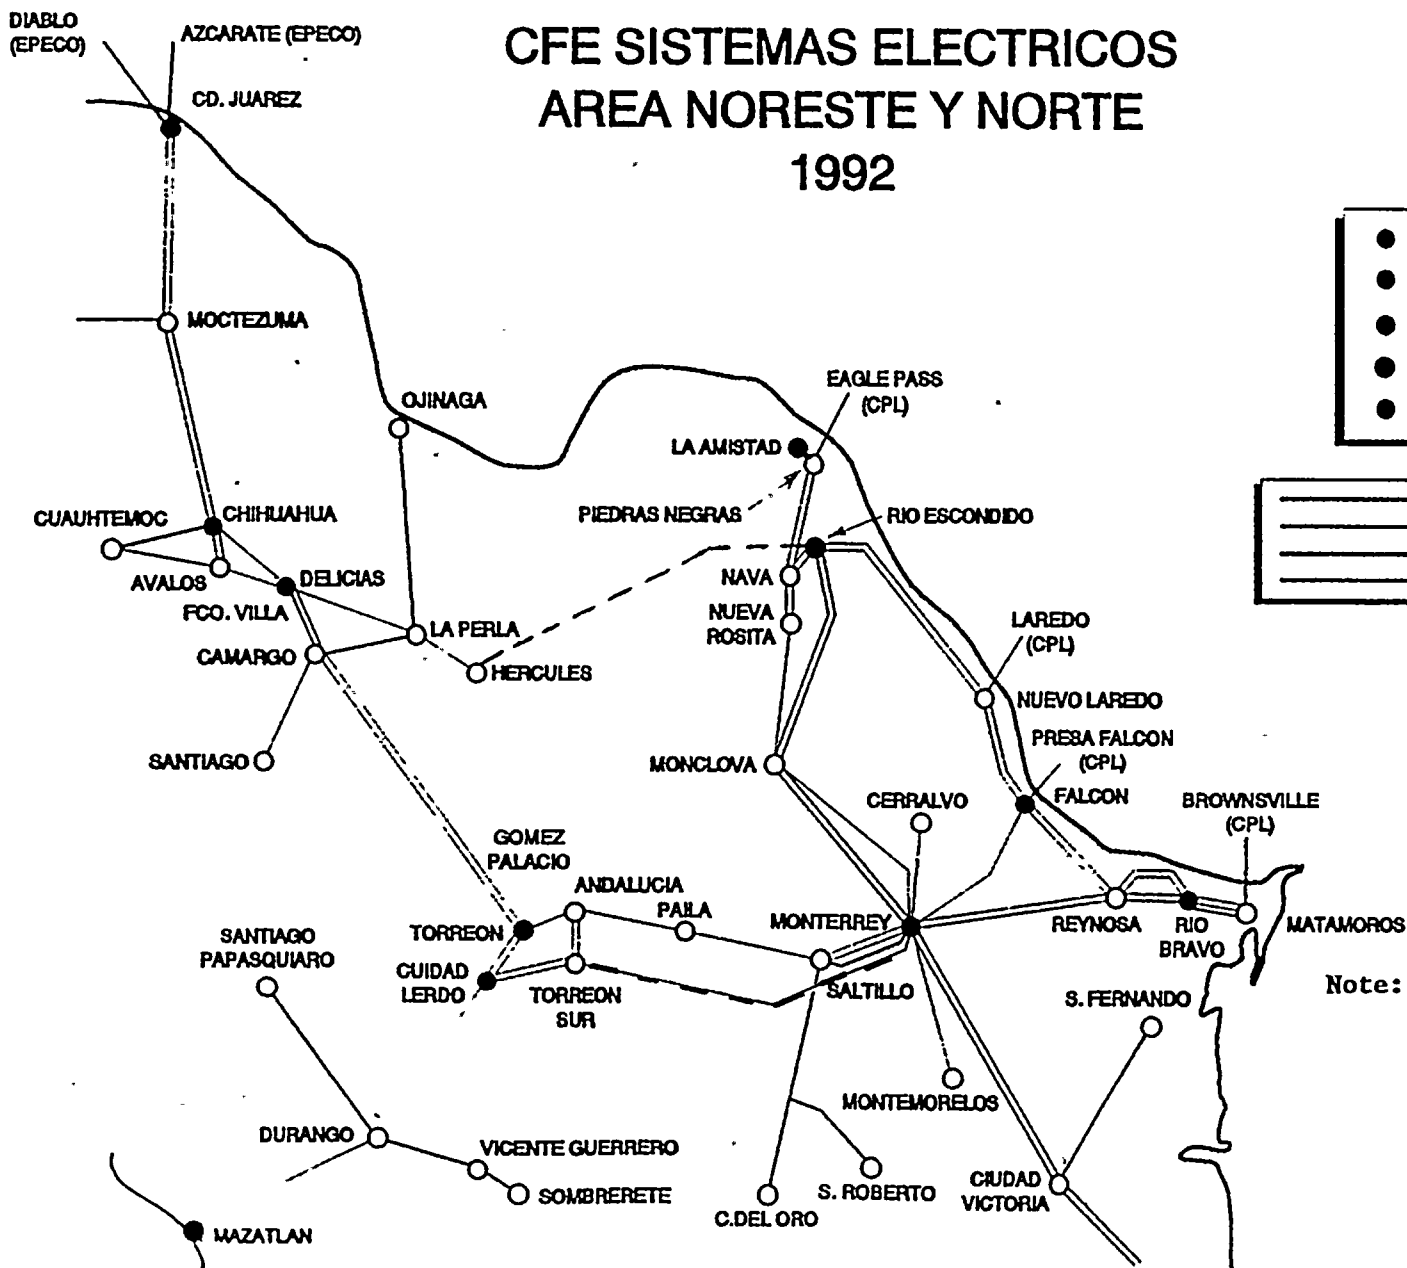 DIABLO
(EPECO)
AZCARATE (EPECO)
CFE SISTEMAS ELECTRICOS
AREA NORESTE Y NORTE
1992
CD. JUAREZ
MOCTEZUMA
OJINAGA
EAGLE PASS
(CPL)
LA AMISTAD
PIEDRAS NEGRAS
RIO ESCONDIDO
CUAUHTEMOC
CHIHUAHUA
AVALOS
DELICIAS
FCO. VILLA
NAVA
NUEVA
ROSITA
LA PERLA
CAMARGO
HERCULES
LAREDO
(CPL)
NUEVO LAREDO
SANTIAGO
MONCLOVA
PRESA FALCON
(CPL)
FALCON
CERRALVO
BROWNSVILLE
(CPL)
GOMEZ
PALACIO
ANDALUCIA
PAILA
TORREON
MONTERREY
REYNOSA
RIO
BRAVO
MATAMOROS
SANTIAGO
PAPASQUIARO
CUIDAD
LERDO
TORREON
SUR
SALTILLO
S. FERNANDO
Note:
MONTEMORELOS
DURANGO
VICENTE GUERRERO
SOMBRERETE
C.DEL ORO
S. ROBERTO
CIUDAD
VICTORIA
MAZATLAN